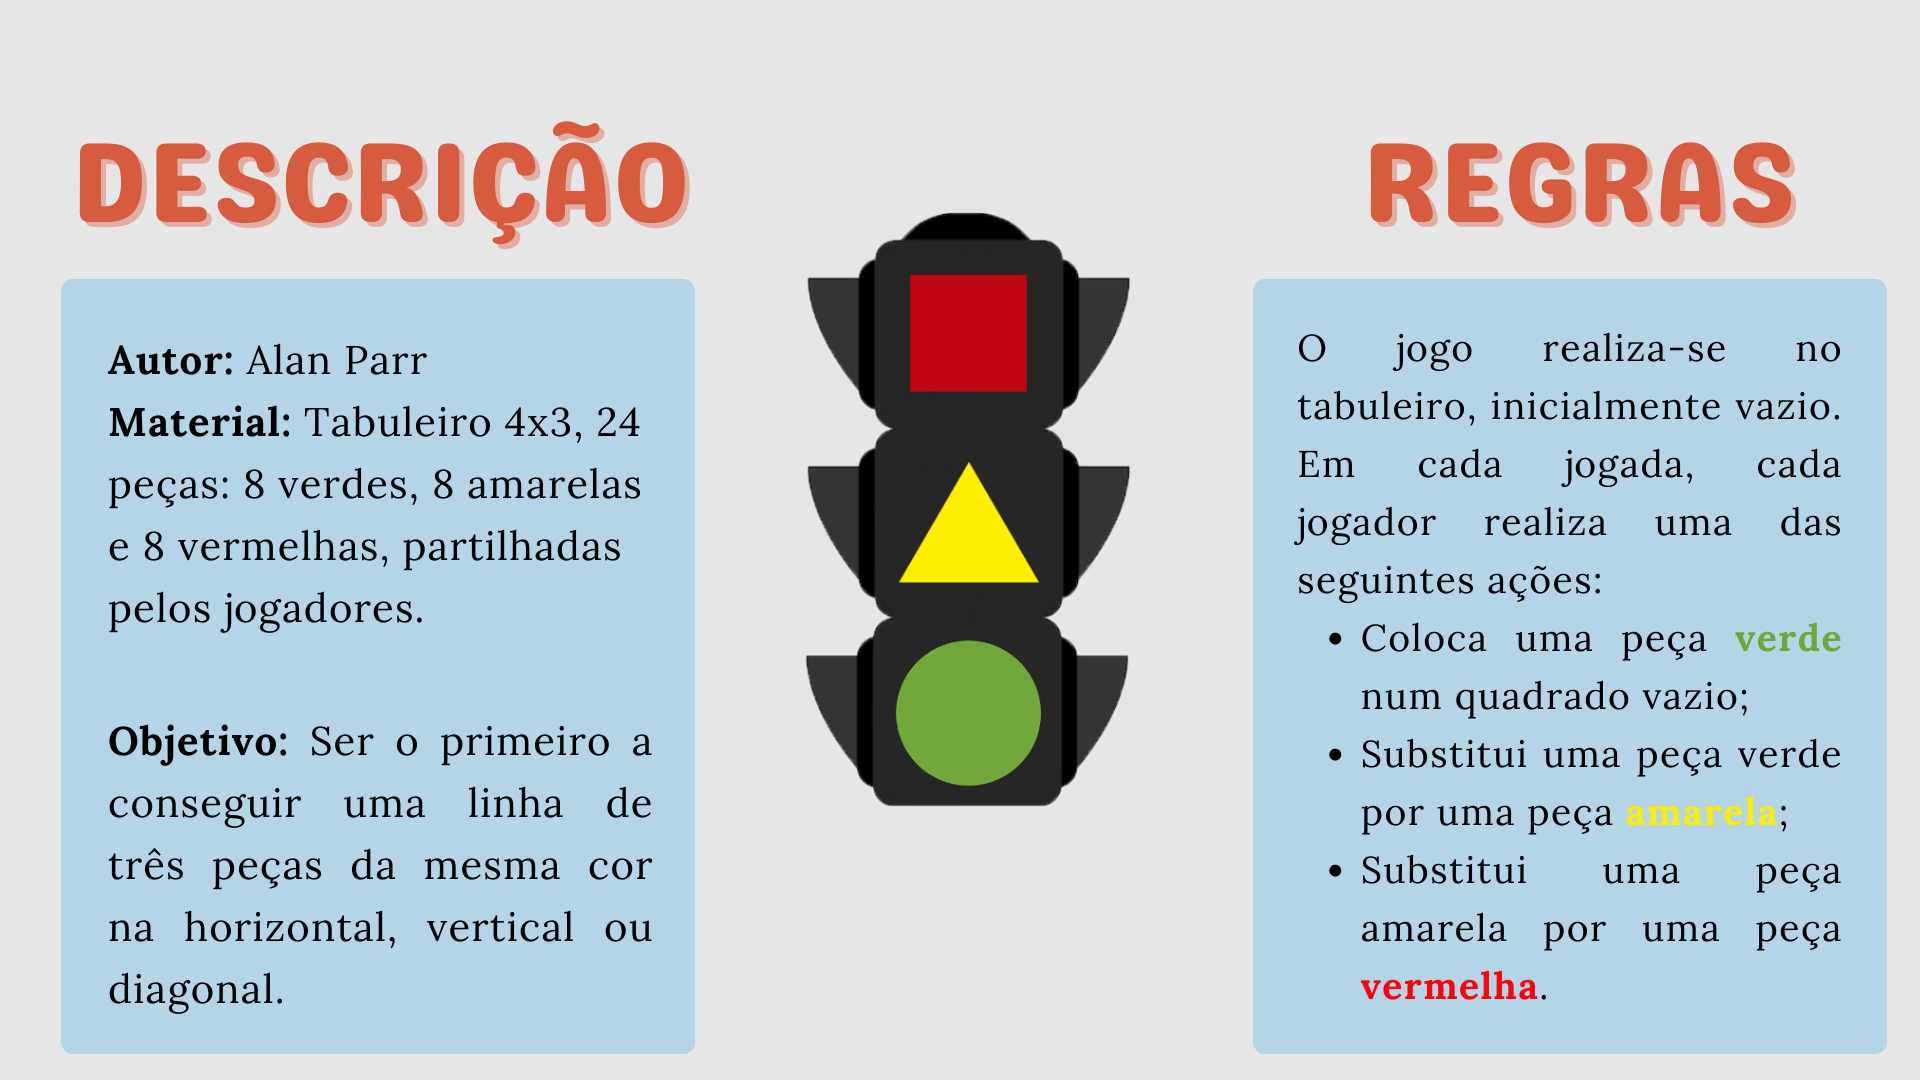 DESCRIÇÃO
Autor: Alan Parr
Material: Tabuleiro 4x3, 24
peças: 8 verdes, 8 amarelas
e 8 vermelhas, partilhadas
pelos jogadores.
Objetivo: Ser o primeiro a
conseguir uma linha de
três peças da mesma cor
na horizontal, vertical ou
diagonal.
REGRAS
O jogo realiza-se no
tabuleiro, inicialmente vazio.
Em cada jogada, cada
jogador realiza uma das
seguintes ações:
• Coloca uma peça verde
num quadrado vazio;
• Substitui uma peça verde
por uma peça amarela;
• Substitui uma peça
amarela por uma peça
vermelha.